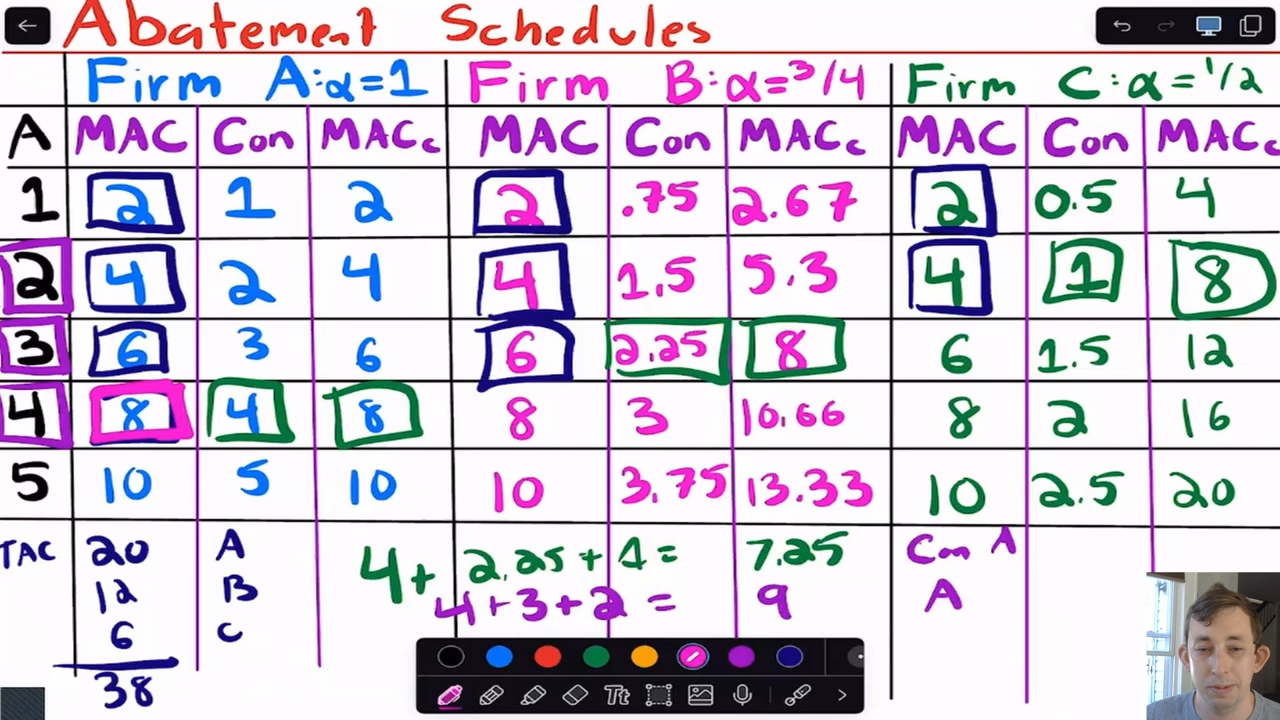 Abatement Schedules
Firm A: α=1 Firm B: α=3/4 Firm C: α=1/2
A MAC Con MACc MAC Con MACc MAC Con MACc
1 2 1 2 2 .75 2.67 2 0.5 4
2 4 2 4 4 1.5 5.3 4 1 8
3 6 3 6 6 2.25 8 6 1.5 12
4 8 4 8 8 3 10.66 8 2 16
5 10 5 10 10 3.75 13.33 10 2.5 20
TAC 20 A 4+ 2.25 + 1 = 7.25 Con A
12 B 4+3+2 = 9 A
6 C
38
Tt